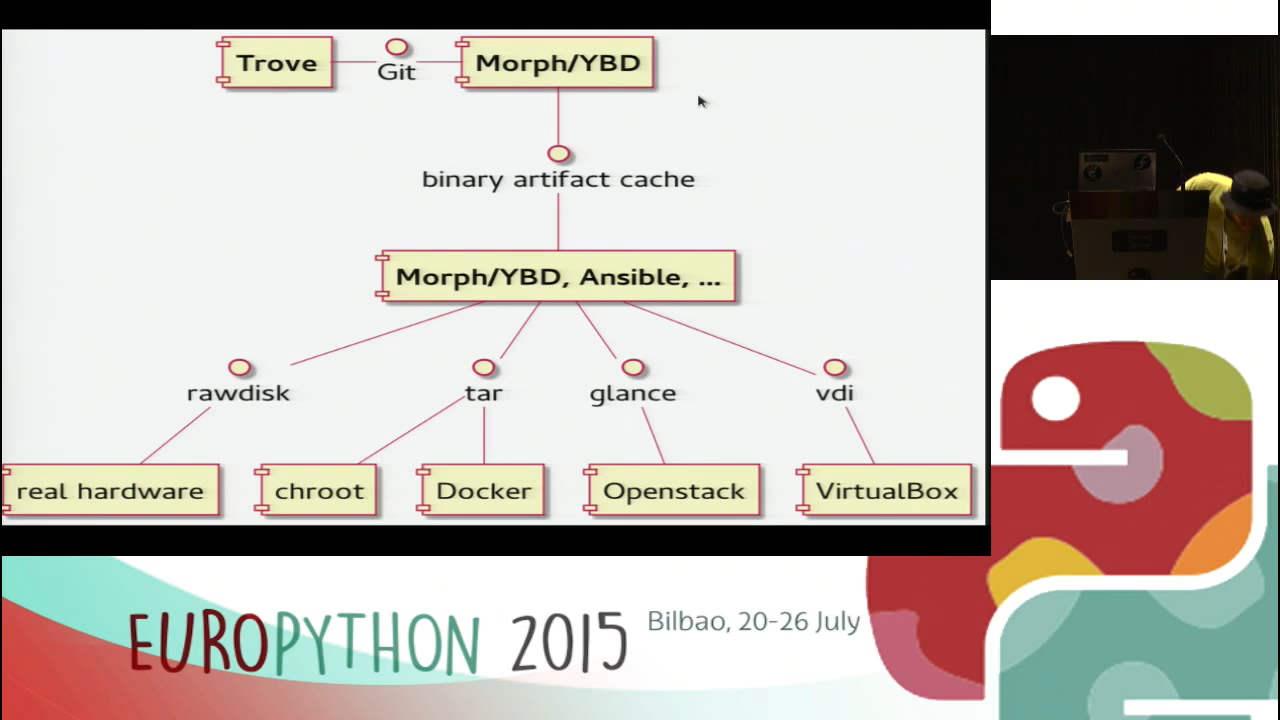 Trove
Git
Morph/YBD
binary artifact cache
Morph/YBD, Ansible, ...
rawdisk
tar
glance
vdi
real hardware
chroot
Docker
Openstack
VirtualBox
EUROPYTHON 2015
Bilbao, 20-26 July